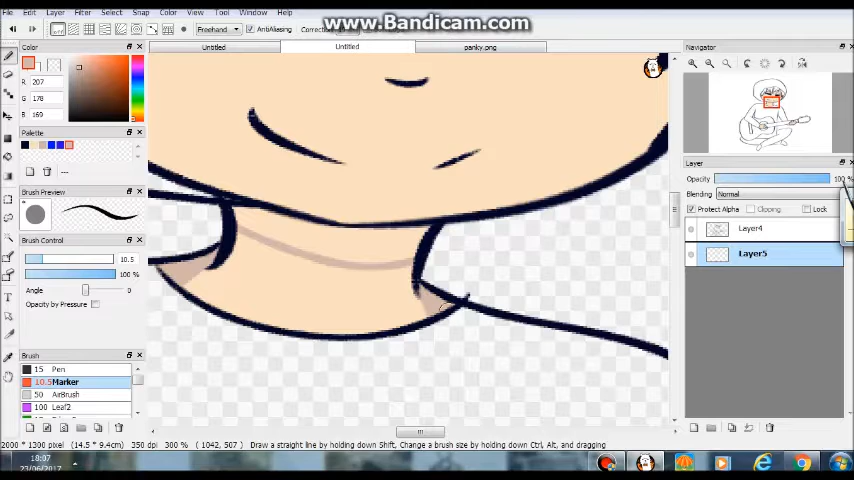 www.Bandicam.com
File Edit Layer Filter Select Snap Color View Tool Window Help
Freehand AntiAliasing Correction
Color
Untitled
Untitled
panky.png
Navigator
R 207
G 178
B 169
Palette
---
Brush Preview
Brush Control
10.5
100 %
Angle 0
Opacity by Pressure
Brush
15 Pen
10.5 Marker
50 AirBrush
100 Leaf2
Layer
Opacity 100 %
Blending Normal
Protect Alpha Clipping Lock
Layer4
Layer5
2000 * 1300 pixel (14.5 * 9.4cm) 350 dpi 300 % ( 1042, 507 ) Draw a straight line by holding down Shift, Change a brush size by holding down Ctrl, Alt, and dragging
18:07
23/06/2017